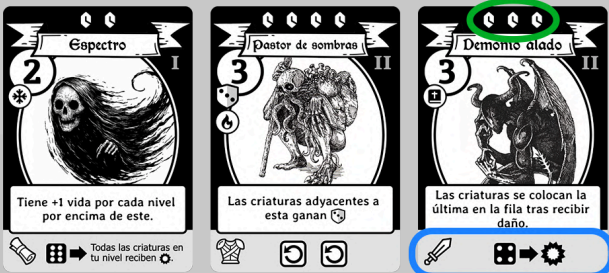 Espectro
2
I
Tiene +1 vida por cada nivel
por encima de este.
Todas las criaturas en
tu nivel reciben
Pastor de sombras
3
II
Las criaturas adyacentes a
esta ganan
Demonio alado
3
II
Las criaturas se colocan la
última en la fila tras recibir
daño.